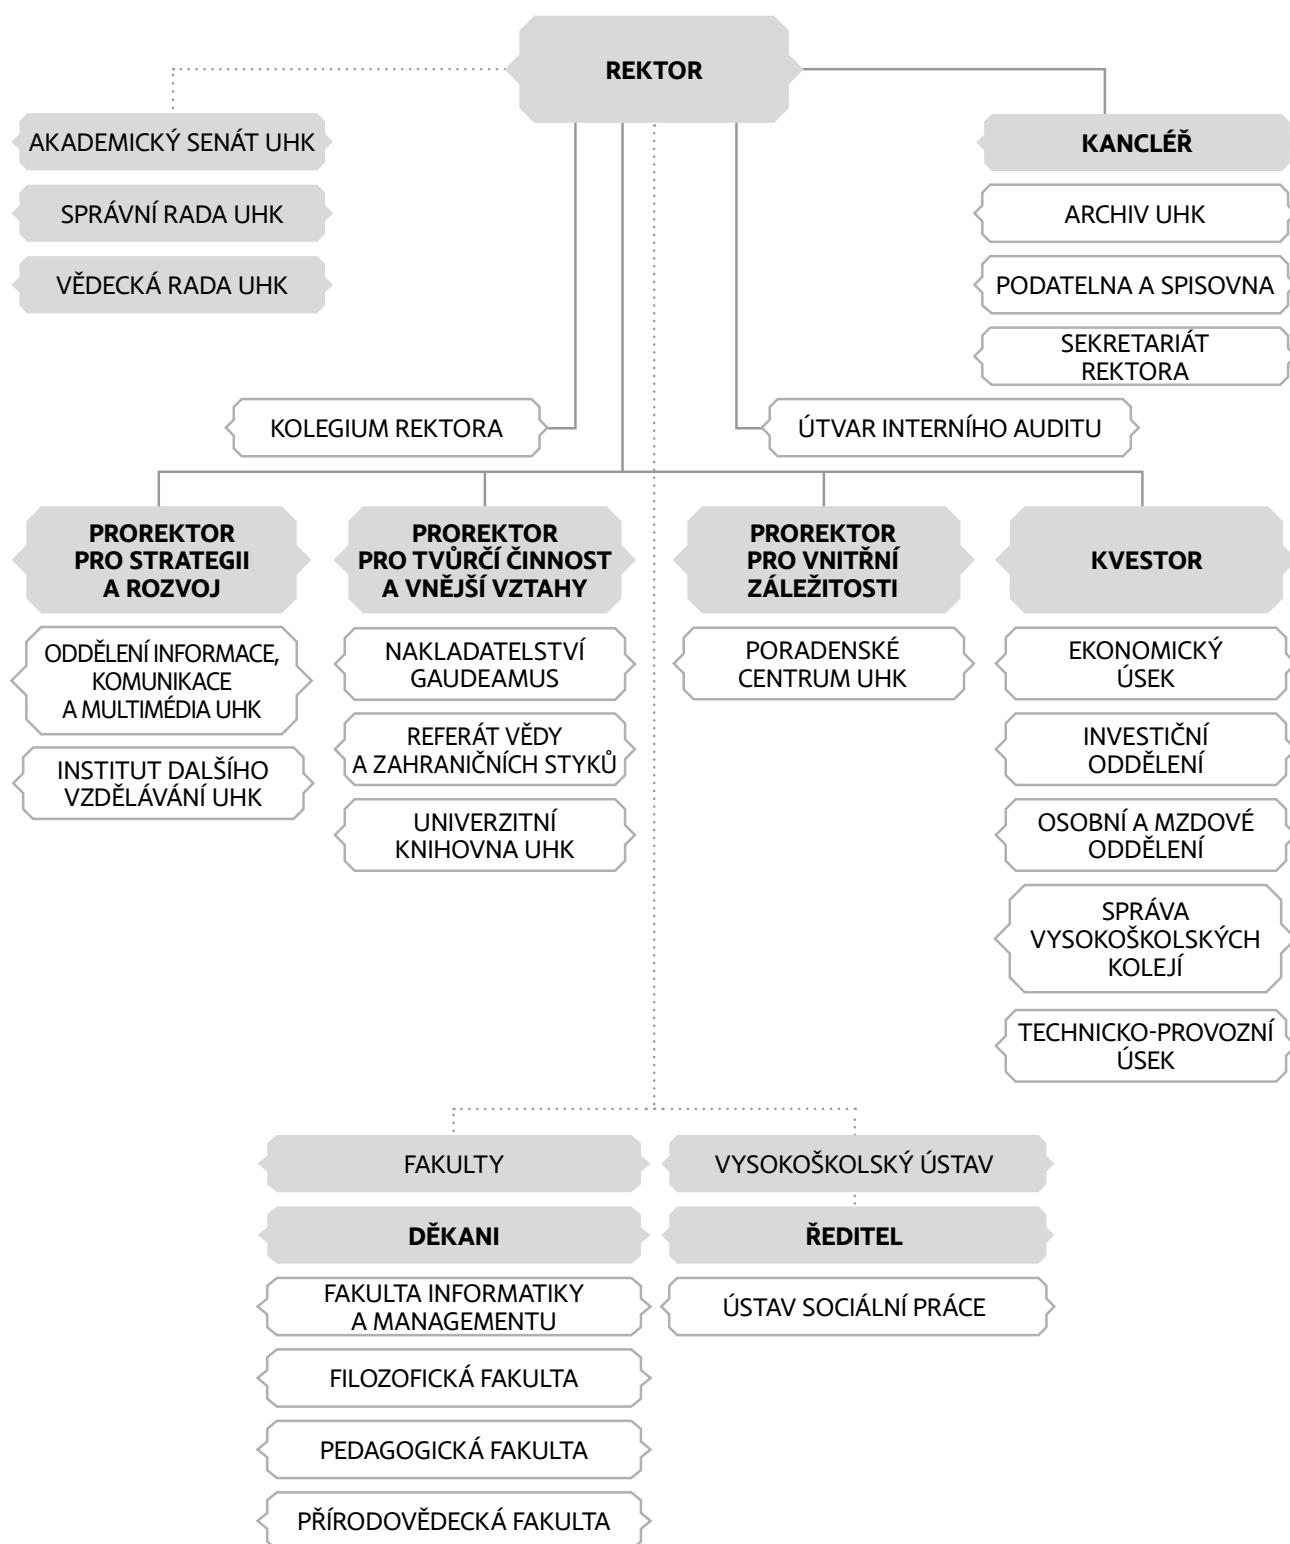 REKTOR
AKADEMICKÝ SENÁT UHK
SPRÁVNÍ RADA UHK
VĚDECKÁ RADA UHK
KANCLÉŘ
ARCHIV UHK
PODATELNA A SPISOVNA
SEKRETARIÁT
REKTORA
KOLEGIUM REKTORA
ÚTVAR INTERNÍHO AUDITU
PROREKTOR
PRO STRATEGII
A ROZVOJ
ODDĚLENÍ INFORMACE,
KOMUNIKACE
A MULTIMÉDIA UHK
INSTITUT DALŠÍHO
VZDĚLÁVÁNÍ UHK
PROREKTOR
PRO TVŮRČÍ ČINNOST
A VNĚJŠÍ VZTAHY
NAKLADATELSTVÍ
GAUDEAMUS
REFERÁT VĚDY
A ZAHRANIČNÍCH STYKŮ
UNIVERZITNÍ
KNIHOVNA UHK
PROREKTOR
PRO VNITŘNÍ
ZÁLEŽITOSTI
PORADENSKÉ
CENTRUM UHK
KVESTOR
EKONOMICKÝ
ÚSEK
INVESTIČNÍ
ODDĚLENÍ
OSOBNÍ A MZDOVÉ
ODDĚLENÍ
SPRÁVA
VYSOKOŠKOLSKÝCH
KOLEJÍ
TECHNICKO-PROVOZNÍ
ÚSEK
FAKULTY
DĚKANI
FAKULTA INFORMATIKY
A MANAGEMENTU
FILOZOFICKÁ FAKULTA
PEDAGOGICKÁ FAKULTA
PŘÍRODOVĚDECKÁ FAKULTA
VYSOKOŠKOLSKÝ ÚSTAV
ŘEDITEL
ÚSTAV SOCIÁLNÍ PRÁCE